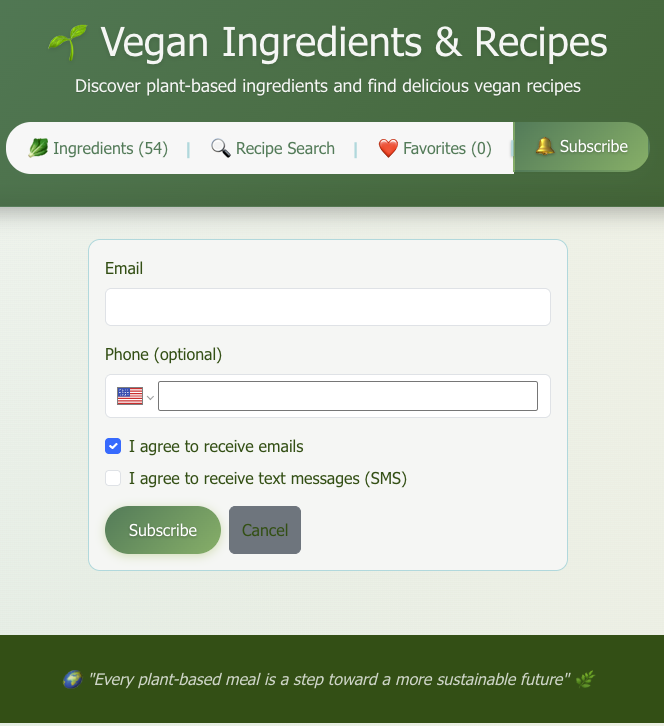 🌱 Vegan Ingredients & Recipes
Discover plant-based ingredients and find delicious vegan recipes
🥬 Ingredients (54) | 🔍 Recipe Search | ❤️ Favorites (0) 🔔 Subscribe
Email
Phone (optional)
I agree to receive emails
I agree to receive text messages (SMS)
Subscribe Cancel
🌍 "Every plant-based meal is a step toward a more sustainable future" 🌿